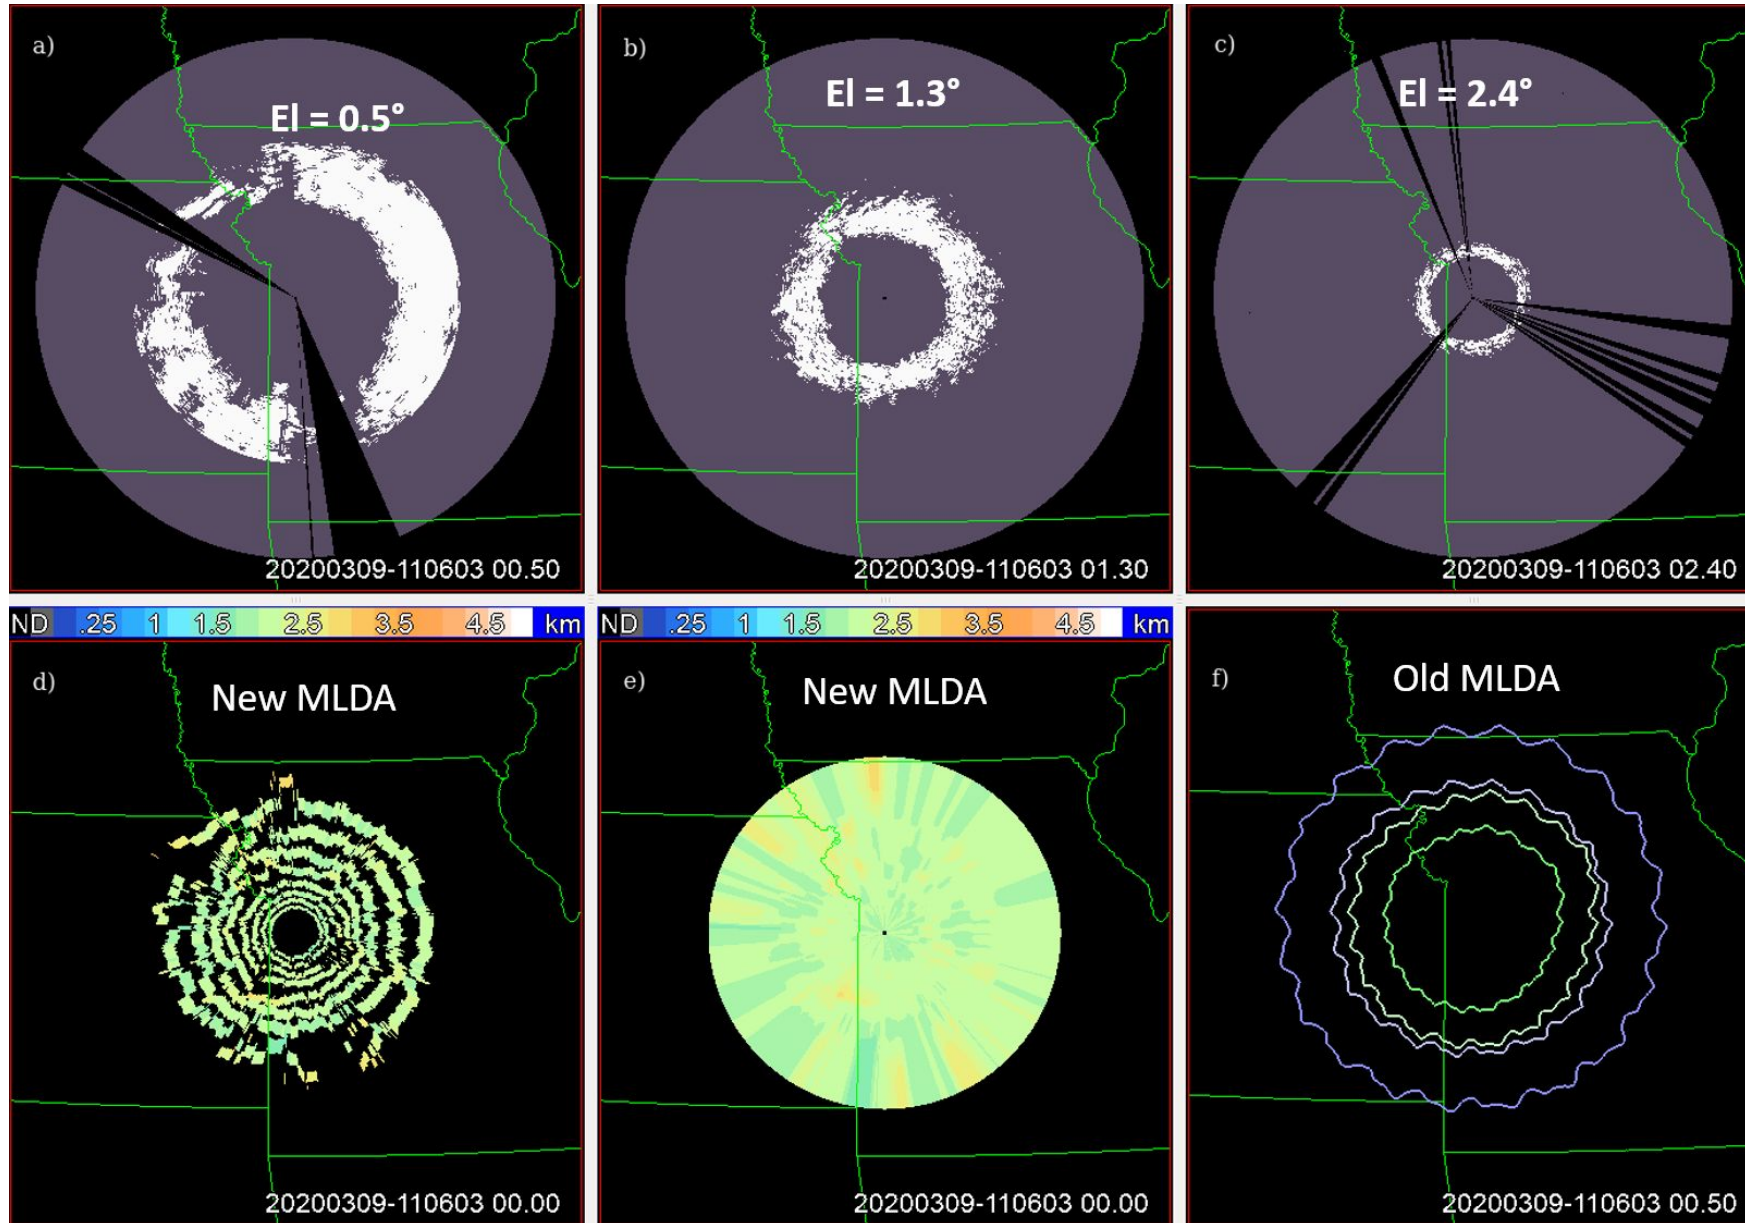 a)
El = 0.5°
20200309-110603 00.50
b)
El = 1.3°
20200309-110603 01.30
c)
El = 2.4°
20200309-110603 02.40
ND .25 1 1.5 2.5 3.5 4.5 km
d)
New MLDA
20200309-110603 00.00
ND .25 1 1.5 2.5 3.5 4.5 km
e)
New MLDA
20200309-110603 00.00
f)
Old MLDA
20200309-110603 00.50